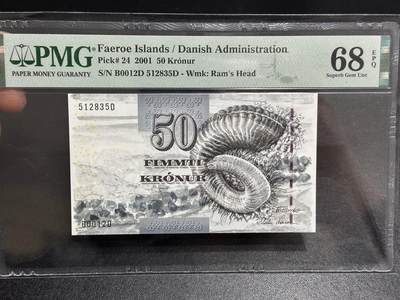 PMG
PAPER MONEY GUARANTY
Faeroe Islands / Danish Administration
Pick# 24 2001 50 Krónur
S/N B0012D 512835D - Wmk: Ram's Head
68 EPQ
Superb Gem Unc
512835D
50
FIMMTI
KRÓNUR
B0012D